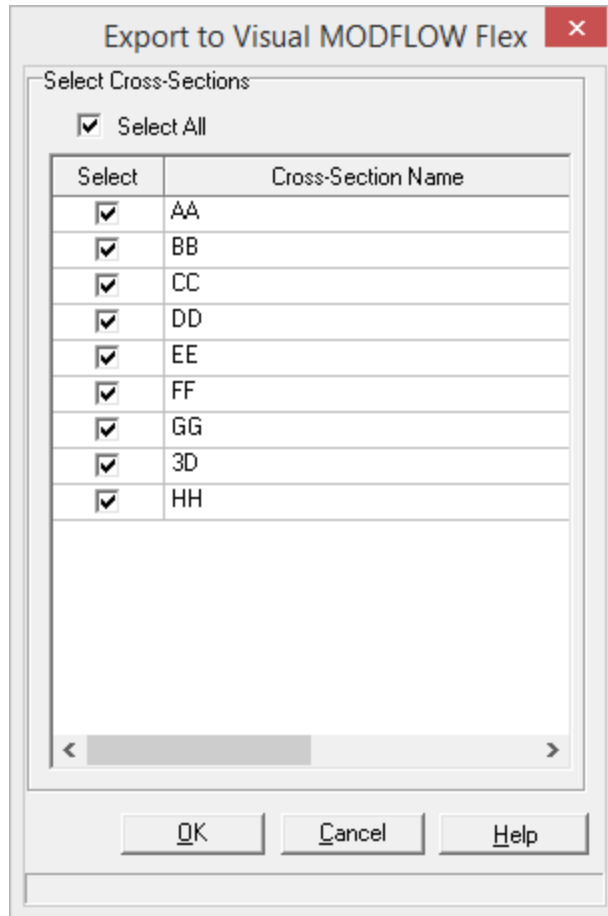 Export to Visual MODFLOW Flex
Select Cross-Sections
Select All
Select Cross-Section Name
AA
BB
CC
DD
EE
FF
GG
3D
HH
OK Cancel Help